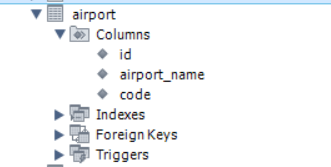 airport
Columns
id
airport_name
code
Indexes
Foreign Keys
Triggers